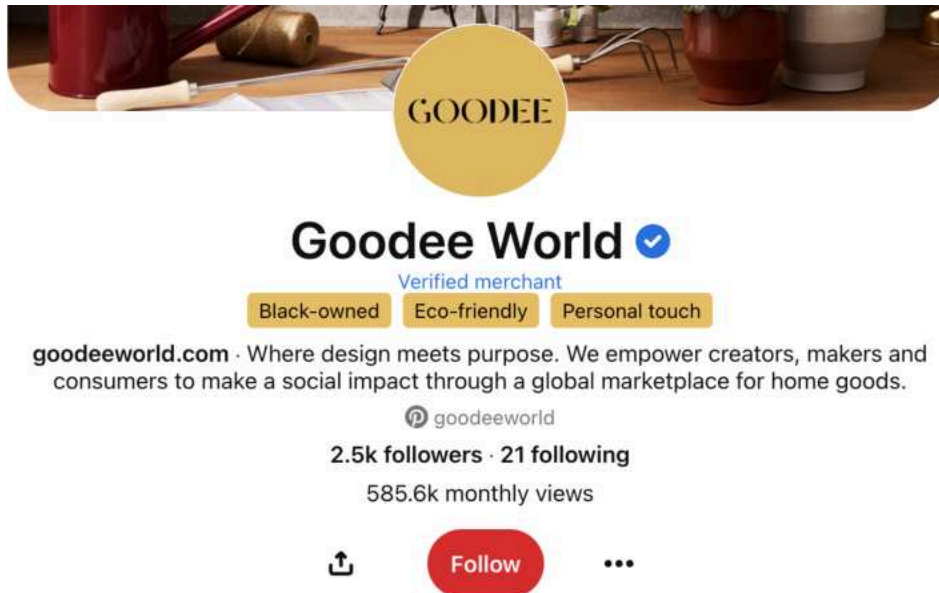 GOODEE
Goodee World
Verified merchant
Black-owned Eco-friendly Personal touch
goodeeworld.com · Where design meets purpose. We empower creators, makers and
consumers to make a social impact through a global marketplace for home goods.
goodeeworld
2.5k followers · 21 following
585.6k monthly views
Follow